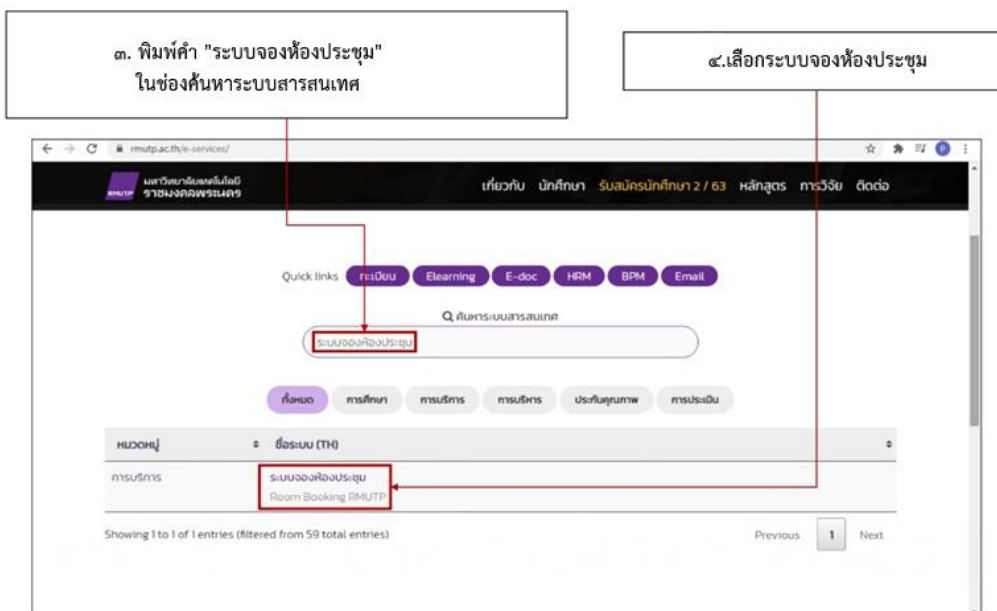 ๓. พิมพ์คำ "ระบบจองห้องประชุม"
ในช่องค้นหาระบบสารสนเทศ
๔.เลือกระบบจองห้องประชุม
rmutp.ac.th/e-services/
P
RMUTP
มหาวิทยาลัยเทคโนโลยี
ราชมงคลพระนคร
เกี่ยวกับ นักศึกษา รับสมัครนักศึกษา 2 / 63 หลักสูตร การวิจัย ติดต่อ
Quick links : ทะเบียน Elearning E-doc HRM BPM Email
ค้นหาระบบสารสนเทศ
ระบบจองห้องประชุม
ทั้งหมด การศึกษา การบริการ การบริหาร ประกันคุณภาพ การประเมิน
หมวดหมู่ ชื่อระบบ (TH)
การบริการ ระบบจองห้องประชุม
Room Booking RMUTP
Showing 1 to 1 of 1 entries (filtered from 59 total entries) Previous 1 Next